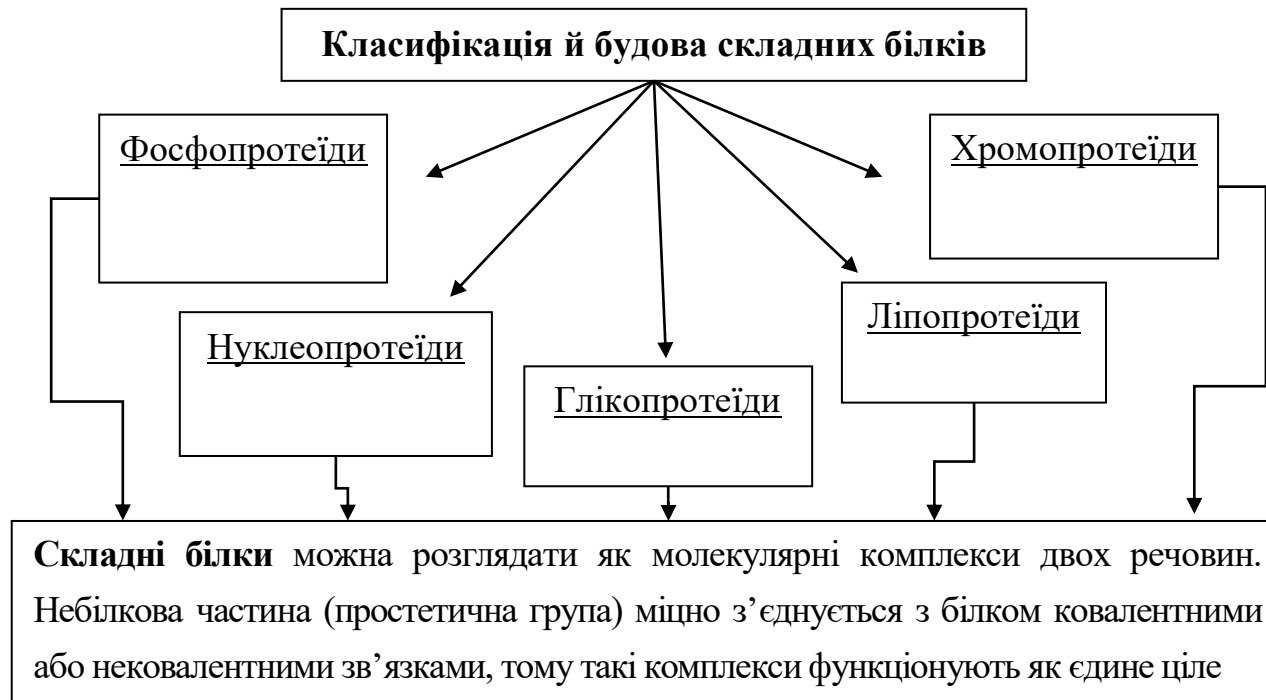 Класифікація й будова складних білків
Фосфопротеїди
Хромопротеїди
Нуклеопротеїди
Ліпопротеїди
Глікопротеїди
Складні білки можна розглядати як молекулярні комплекси двох речовин.
Небілкова частина (простетична група) міцно з’єднується з білком ковалентними
або нековалентними зв’язками, тому такі комплекси функціонують як єдине ціле